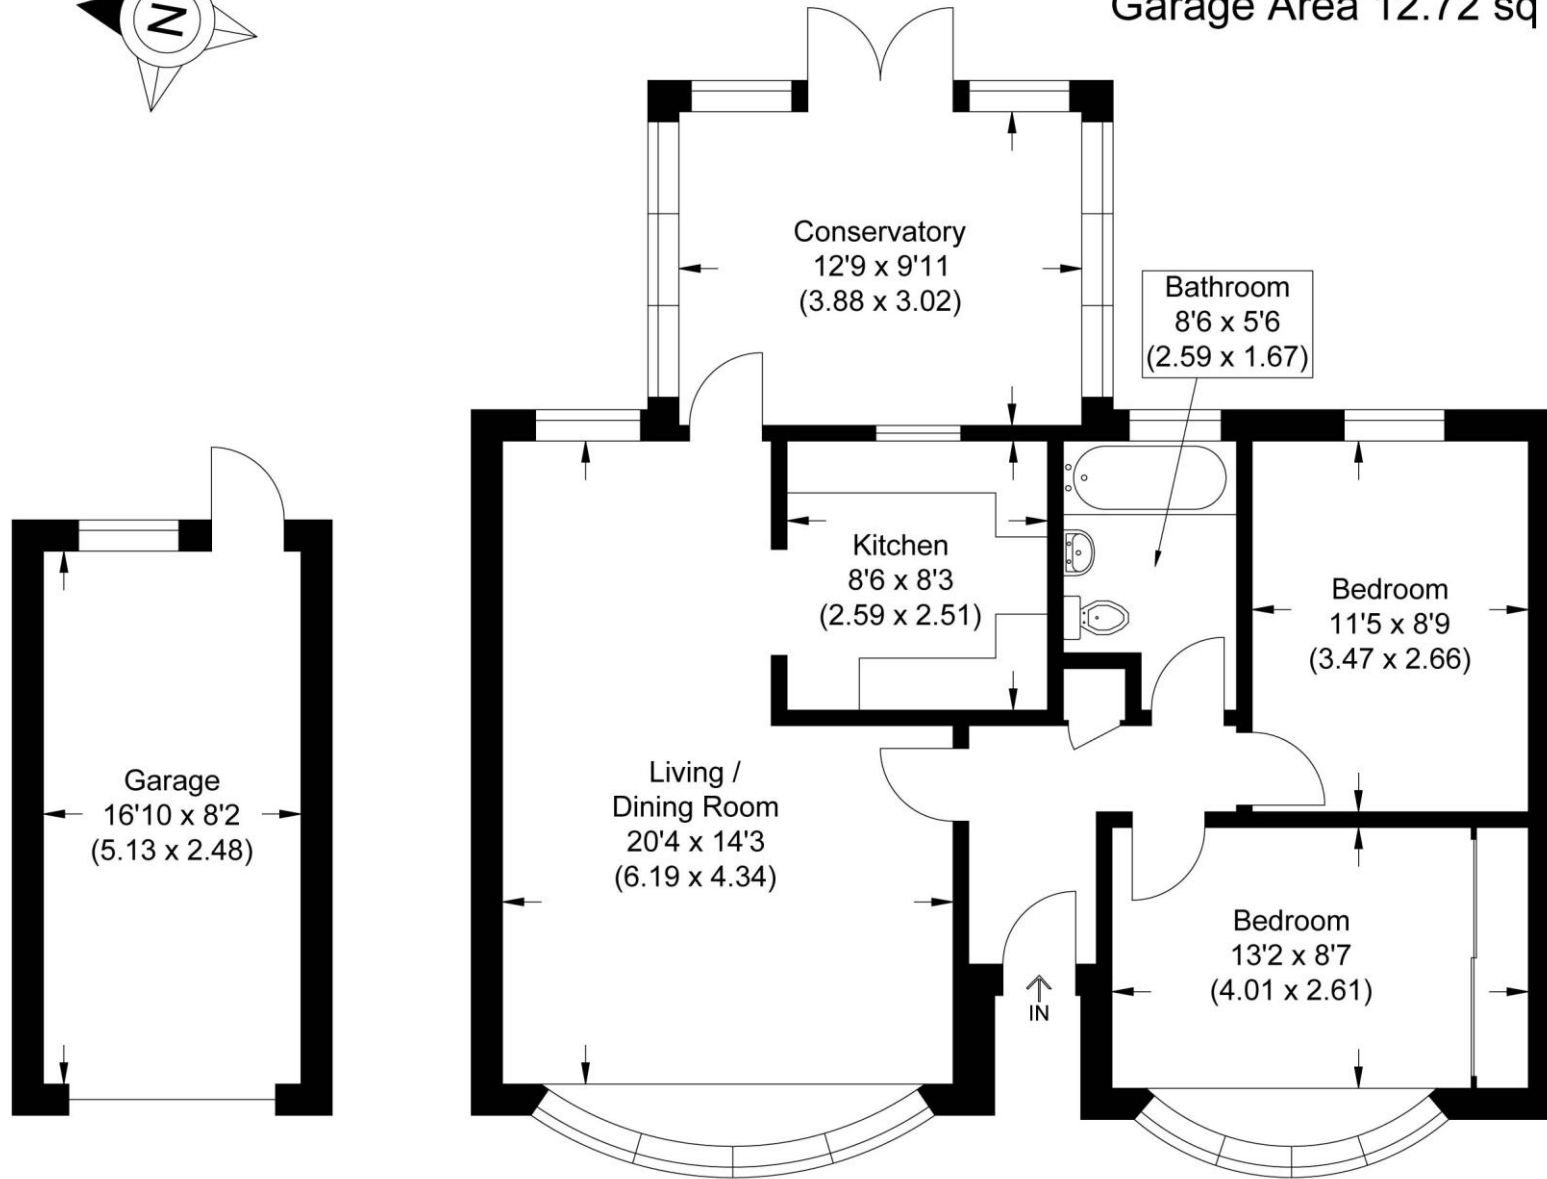 N
Garage Area 12.72 sq
Conservatory
12'9 x 9'11
(3.88 x 3.02)
Bathroom
8'6 x 5'6
(2.59 x 1.67)
Kitchen
8'6 x 8'3
(2.59 x 2.51)
Bedroom
11'5 x 8'9
(3.47 x 2.66)
Garage
16'10 x 8'2
(5.13 x 2.48)
Living /
Dining Room
20'4 x 14'3
(6.19 x 4.34)
Bedroom
13'2 x 8'7
(4.01 x 2.61)
IN